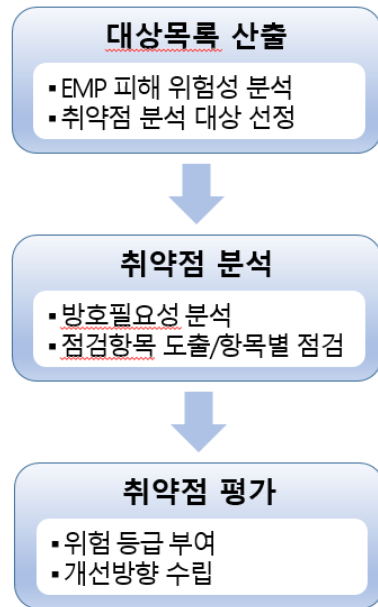 대상목록 산출
▪EMP 피해 위험성 분석
▪취약점 분석 대상 선정
취약점 분석
▪방호필요성 분석
▪점검항목 도출/항목별 점검
취약점 평가
▪위험 등급 부여
▪개선방향 수립